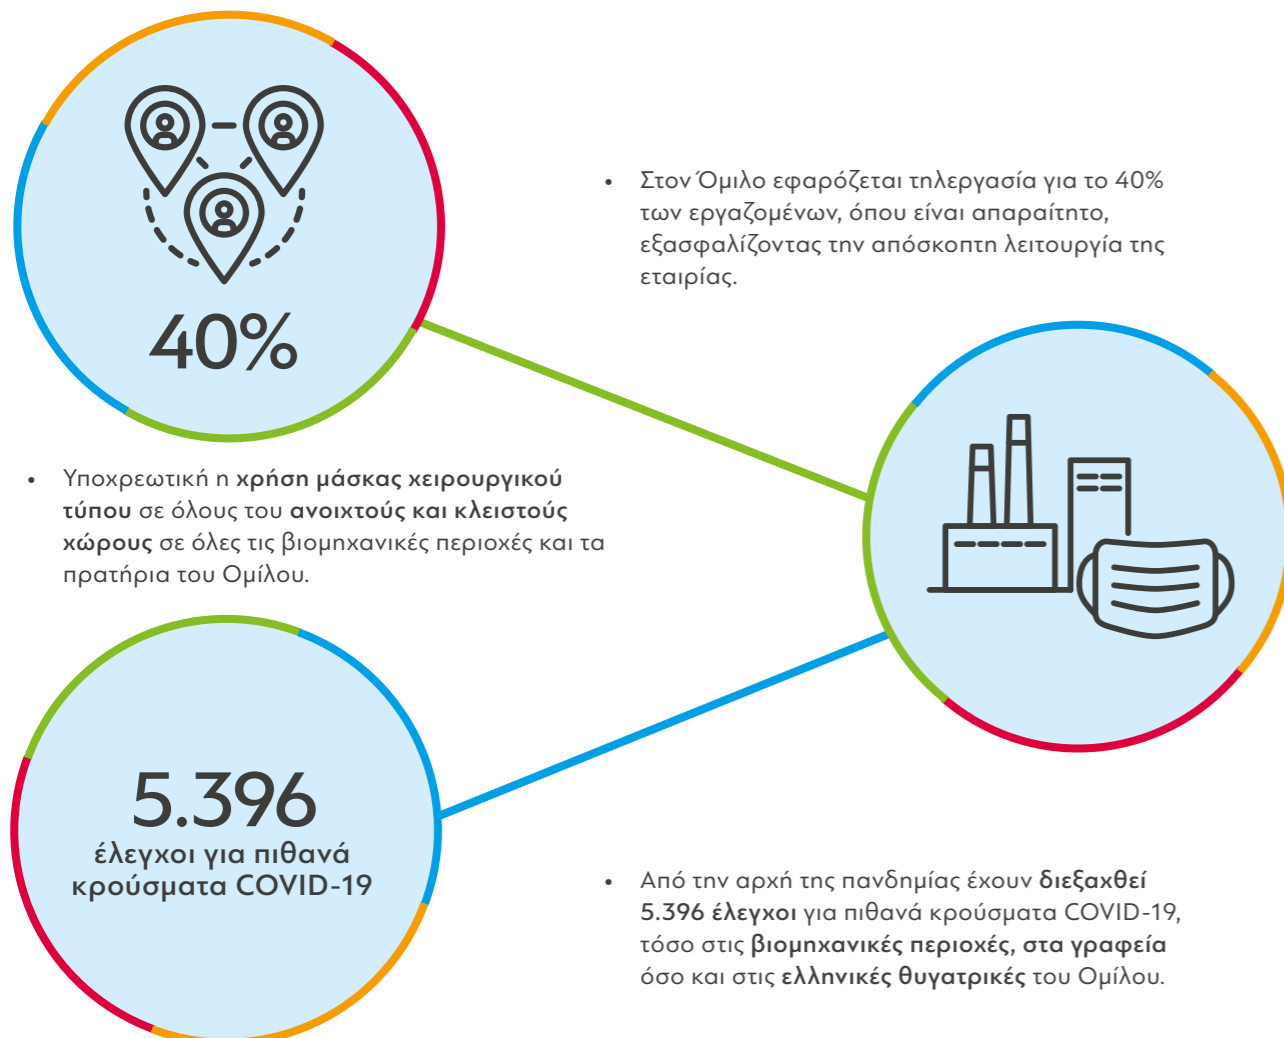 40%
• Στον Όμιλο εφαρόζεται τηλεργασία για το 40%
των εργαζομένων, όπου είναι απαραίτητο,
εξασφαλίζοντας την απόσκοπτη λειτουργία της
εταιρίας.
• Υποχρεωτική η χρήση μάσκας χειρουργικού
τύπου σε όλους του ανοιχτούς και κλειστούς
χώρους σε όλες τις βιομηχανικές περιοχές και τα
πρατήρια του Ομίλου.
5.396
έλεγχοι για πιθανά
κρούσματα COVID-19
• Από την αρχή της πανδημίας έχουν διεξαχθεί
5.396 έλεγχοι για πιθανά κρούσματα COVID-19,
τόσο στις βιομηχανικές περιοχές, στα γραφεία
όσο και στις ελληνικές θυγατρικές του Ομίλου.